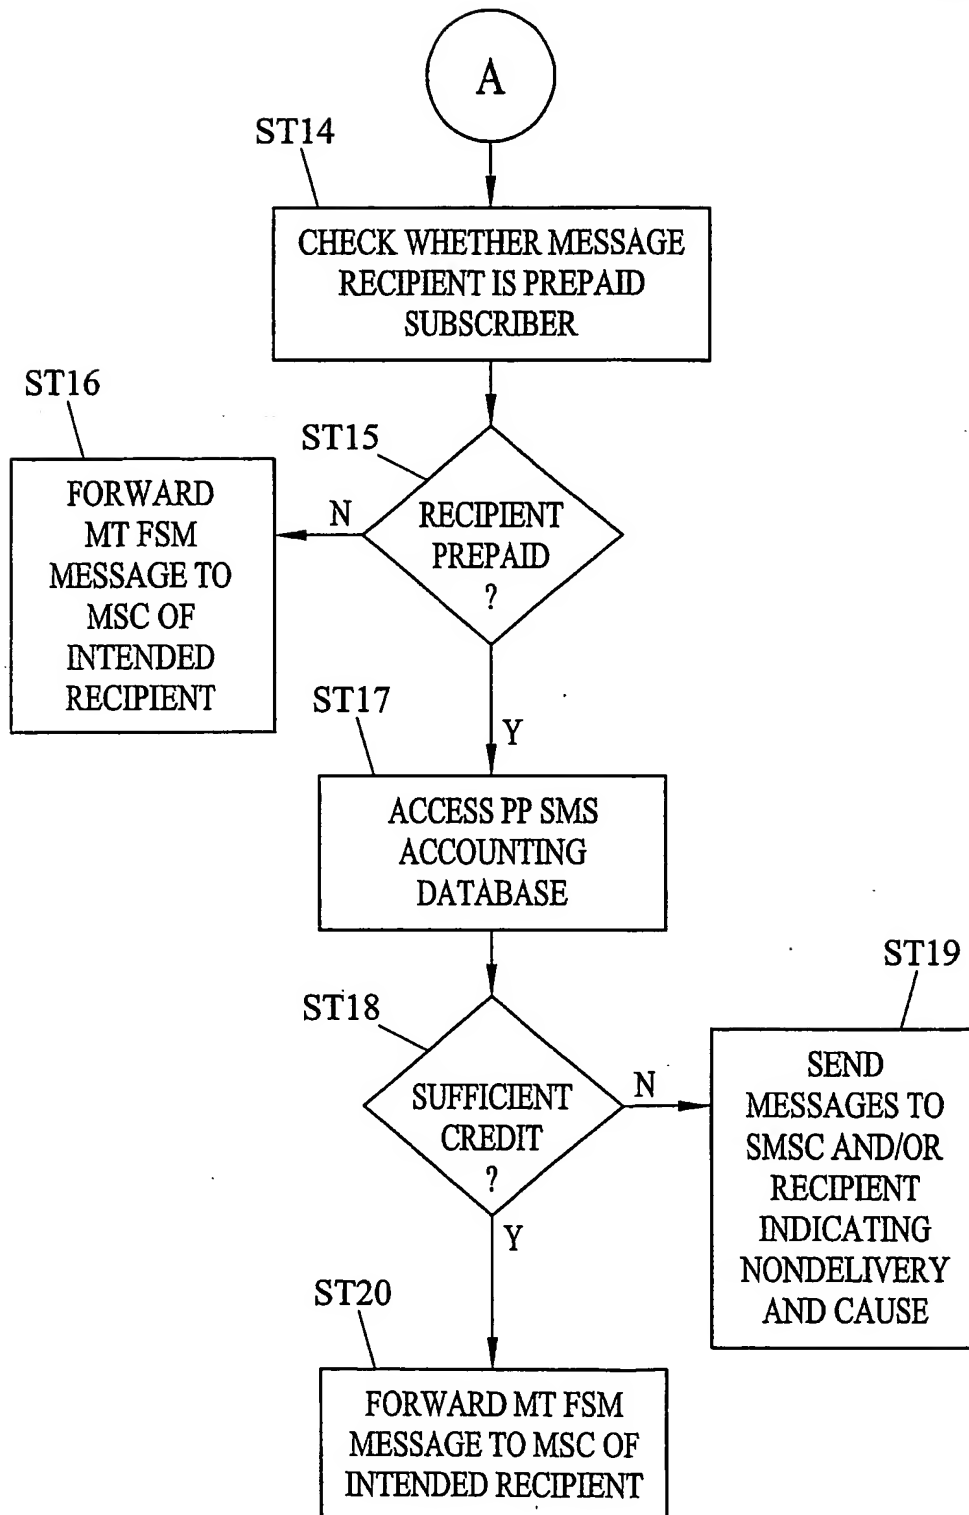 A
ST14
CHECK WHETHER MESSAGE
RECIPIENT IS PREPAID
SUBSCRIBER
ST16
FORWARD
MT FSM
MESSAGE TO
MSC OF
INTENDED
RECIPIENT
ST15
N
RECIPIENT
PREPAID
?
Y
ST17
ACCESS PP SMS
ACCOUNTING
DATABASE
ST18
SUFFICIENT
CREDIT
?
N
ST19
SEND
MESSAGES TO
SMSC AND/OR
RECIPIENT
INDICATING
NONDELIVERY
AND CAUSE
Y
ST20
FORWARD MT FSM
MESSAGE TO MSC OF
INTENDED RECIPIENT